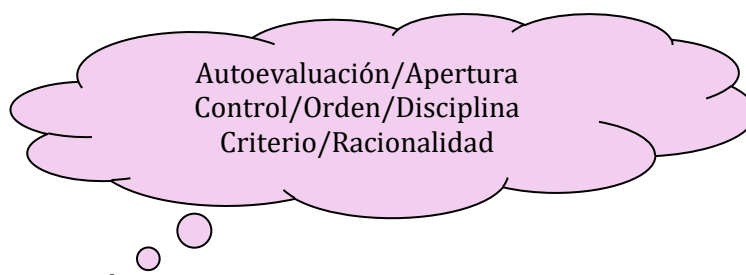 Autoevaluación/Apertura
Control/Orden/Disciplina
Criterio/Racionalidad